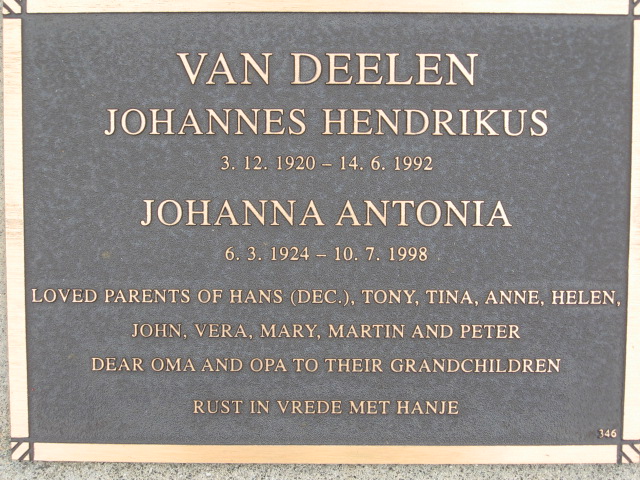 VAN DEELEN
JOHANNES HENDRIKUS
3. 12. 1920 – 14. 6. 1992
JOHANNA ANTONIA
6. 3. 1924 – 10. 7. 1998
LOVED PARENTS OF HANS (DEC.), TONY, TINA, ANNE, HELEN,
JOHN, VERA, MARY, MARTIN AND PETER
DEAR OMA AND OPA TO THEIR GRANDCHILDREN
RUST IN VREDE MET HANJE
346